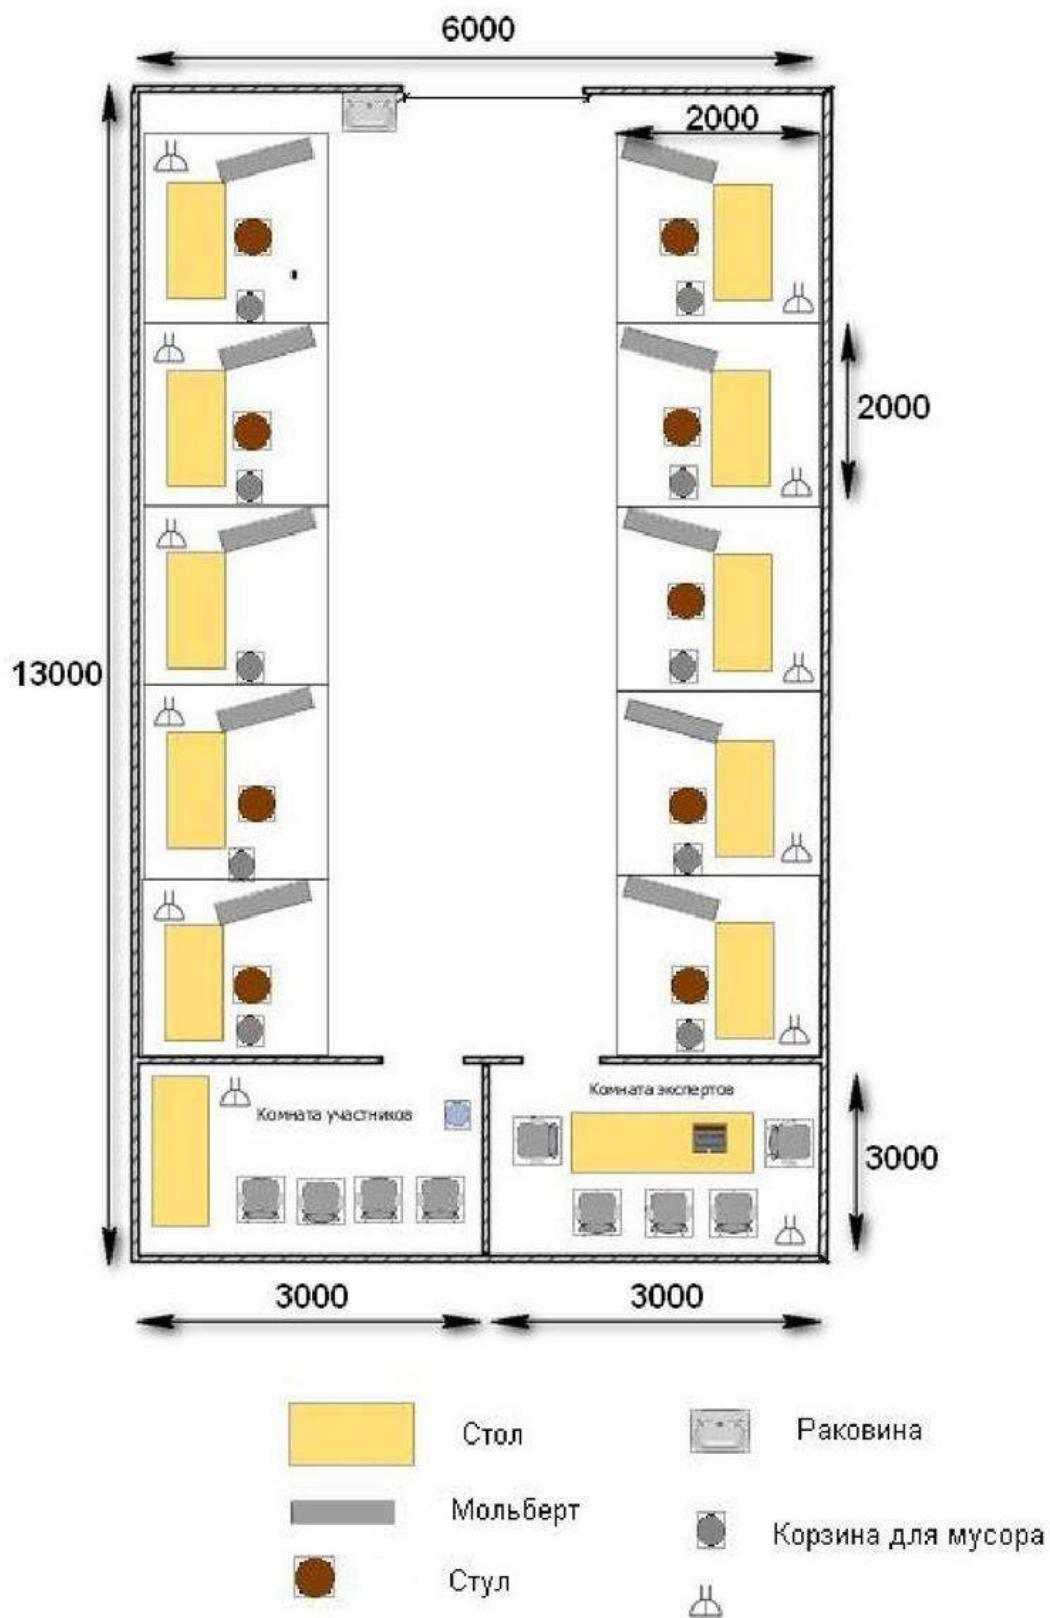 6000
2000
2000
13000
Комната участников
Комната экспертов
3000
3000
3000
Стол
Раковина
Мольберт
Корзина для мусора
Стул